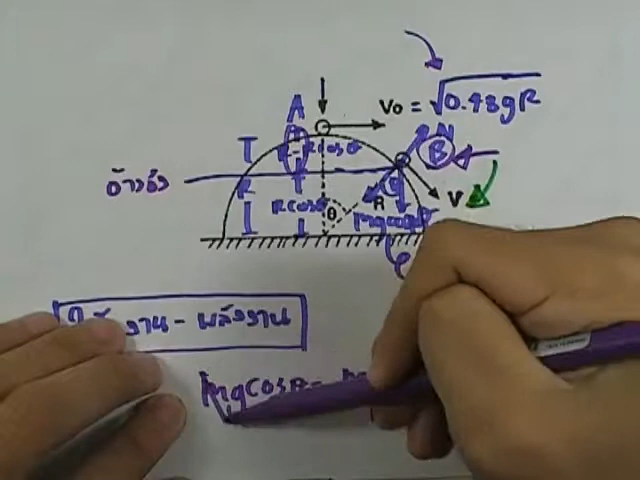 A
Vo = √0.48gR
N
R - Rcosθ
B
อ้างอิง
R
Rcosθ
θ
R
θ
V
mgcosθ
งาน - พลังงาน
mgcosθ =